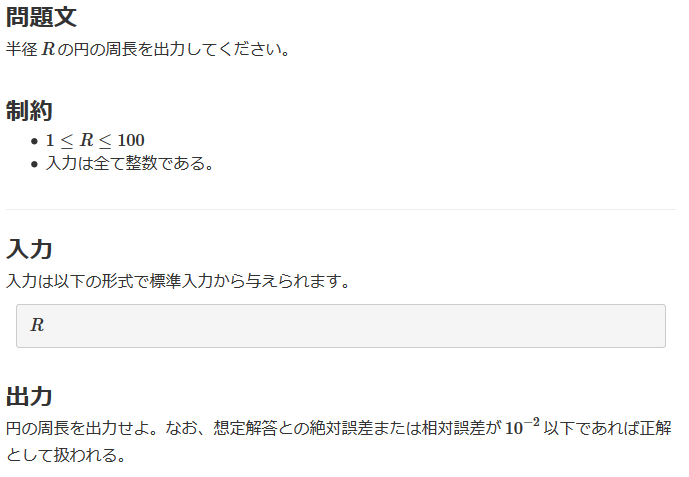 問題文
半径 R の円の周長を出力してください。
制約
• 1 ≤ R ≤ 100
• 入力は全て整数である。
入力
入力は以下の形式で標準入力から与えられます。
R
出力
円の周長を出力せよ。なお、想定解答との絶対誤差または相対誤差が 10⁻² 以下であれば正解
として扱われる。